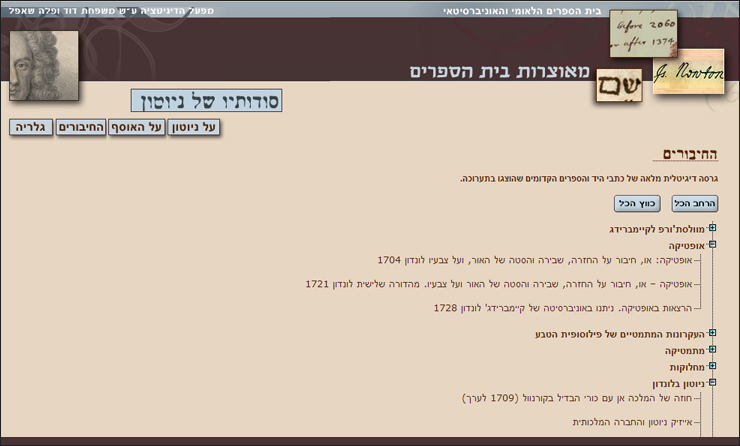 בית הספרים הלאומי והאוניברסיטאי
מפעל הדיגיטציה ע״ש משפחת דוד ופלה שאפל
before 2060
or after 1374
Is. Newton
שם
מאוצרות בית הספרים
סודותיו של ניוטון
על ניוטון
על האוסף
החיבורים
גלריה
החיבורים
גרסה דיגיטלית מלאה של כתבי היד והספרים הקדומים שהוצגו בתערוכה.
הרחב הכל
כווץ הכל
מוולסת'ורפ לקיימברידג
אופטיקה
אופטיקה: או, חיבור על החזרה, שבירה והסטה של האור, ועל צבעיו לונדון 1704
אופטיקה – או, חיבור על החזרה, שבירה והסטה של האור ועל צבעיו. מהדורה שלישית לונדון 1721
הרצאות באופטיקה. ניתנו באוניברסיטה של קיימברידג' לונדון 1728
העקרונות המתמטיים של פילוסופית הטבע
מתמטיקה
מחלוקות
ניוטון בלונדון
חוזה של המלכה אן עם כורי הבדיל בקורנוול (1709 לערך)
אייזיק ניוטון והחברה המלכותית